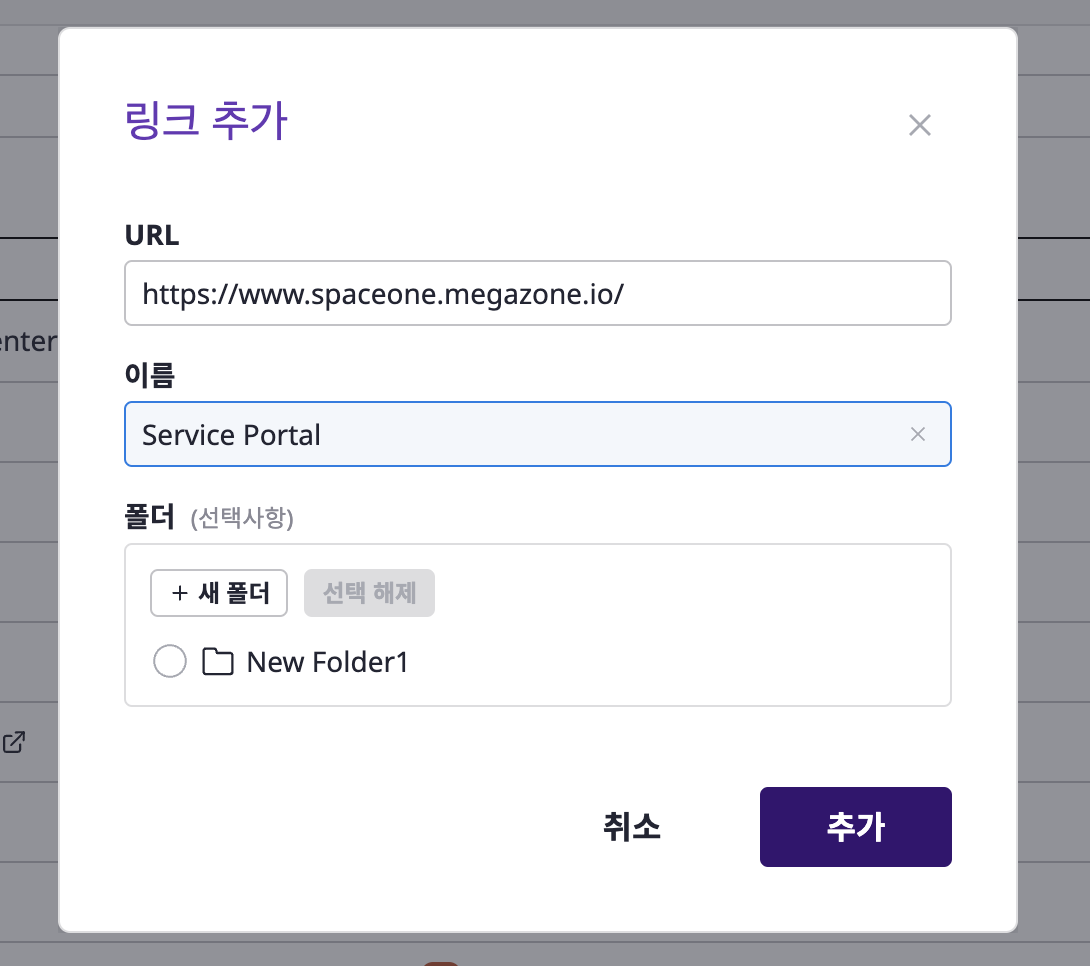 링크 추가
URL
https://www.spaceone.megazone.io/
enter
이름
Service Portal
폴더 (선택사항)
+ 새 폴더 선택 해제
New Folder1
취소 추가